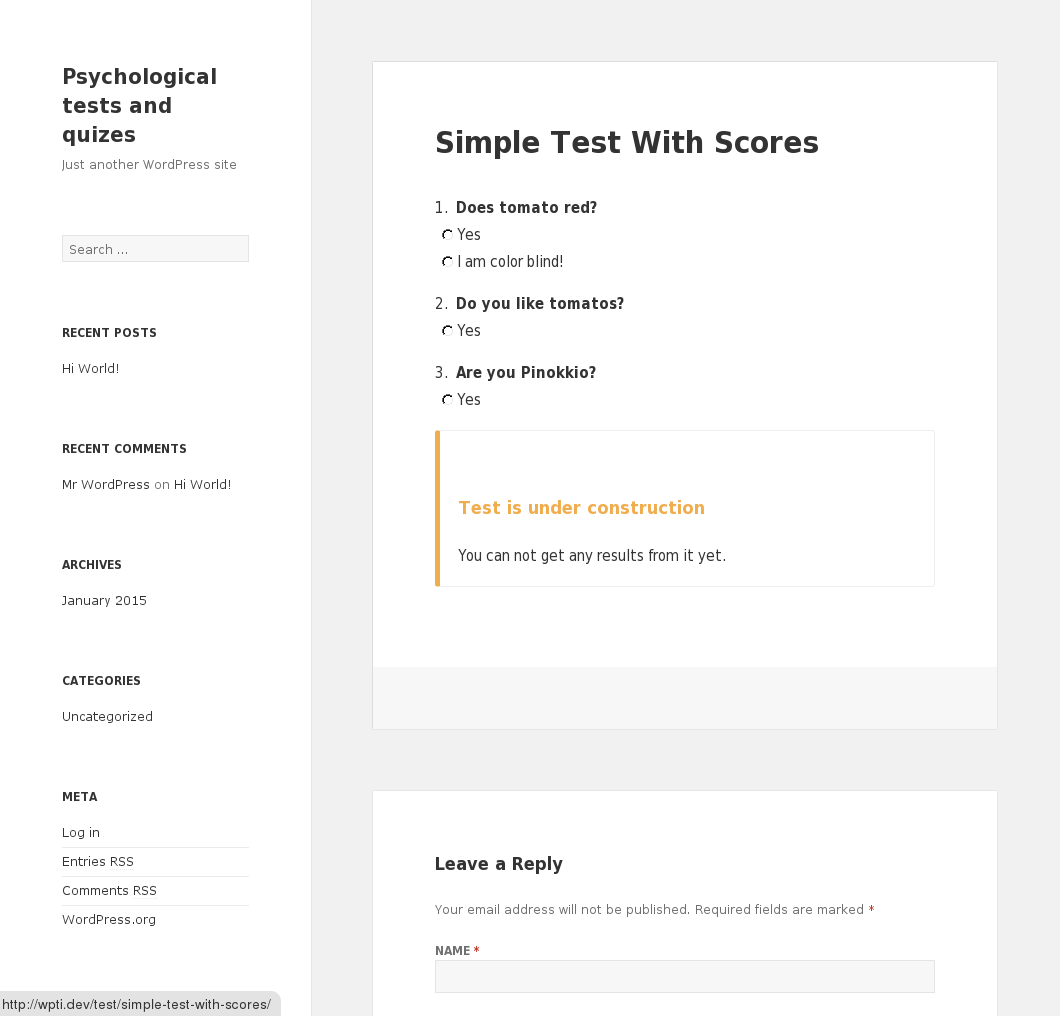 Psychological
tests and
quizes
Just another WordPress site
Search ...
RECENT POSTS
Hi World!
RECENT COMMENTS
Mr WordPress on Hi World!
ARCHIVES
January 2015
CATEGORIES
Uncategorized
META
Log in
Entries RSS
Comments RSS
WordPress.org
Simple Test With Scores
1. Does tomato red?
Yes
I am color blind!
2. Do you like tomatos?
Yes
3. Are you Pinokkio?
Yes
Test is under construction
You can not get any results from it yet.
Leave a Reply
Your email address will not be published. Required fields are marked *
NAME *
http://wpti.dev/test/simple-test-with-scores/